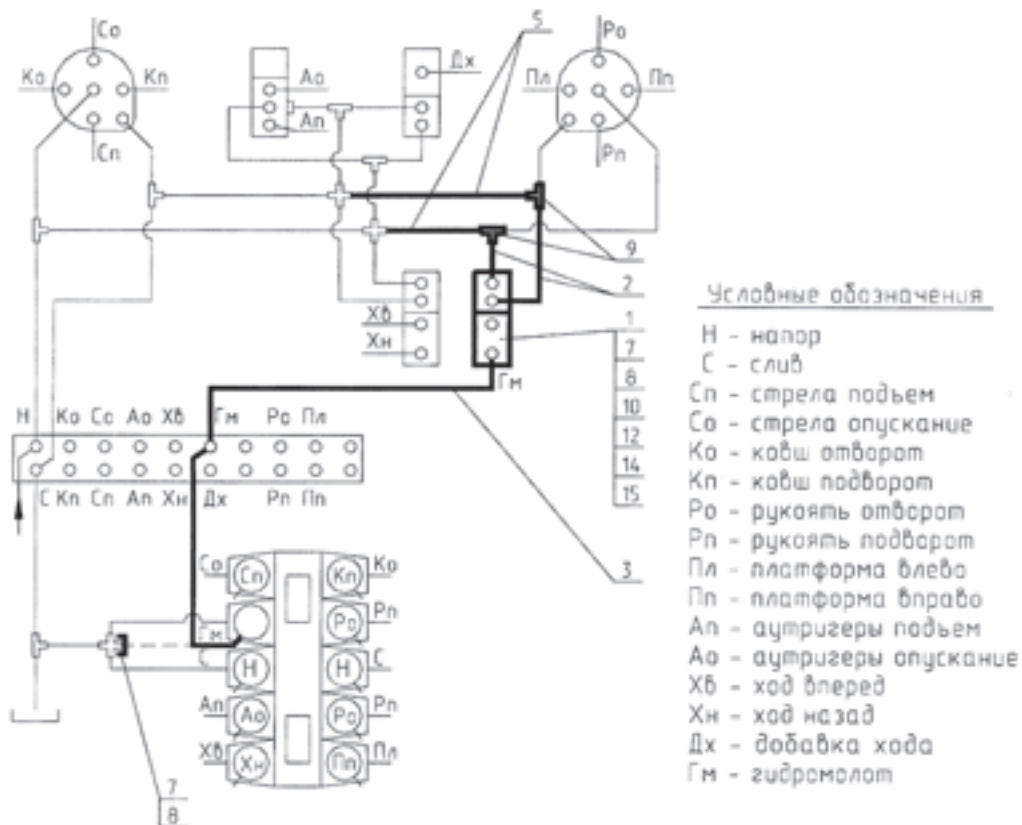 5
Со
Ро
Ко
Кп
Ао
Дх
Пл
Пп
Ап
Сп
Рп
9
2
Хв
Хн
1
7
8
10
12
14
15
Гм
Н Ко Со Ао Хв Гм Ро Пл
С Кп Сп Ап Хн Дх Рп Пп
3
Со Сп Кп Ко
Гм Ро Рп
С Н Н С
Ап Ао Ро Рп
Хв Хн Пп Пл
7
8
Условные обозначения
Н - напор
С - слив
Сп - стрела подьем
Со - стрела опускание
Ко - ковш отворот
Кп - ковш подворот
Ро - рукоять отворот
Рп - рукоять подворот
Пл - платформа влево
Пп - платформа вправо
Ап - аутригеры подьем
Ао - аутригеры опускание
Хв - ход вперед
Хн - ход назад
Дх - добавка хода
Гм - гидромолот